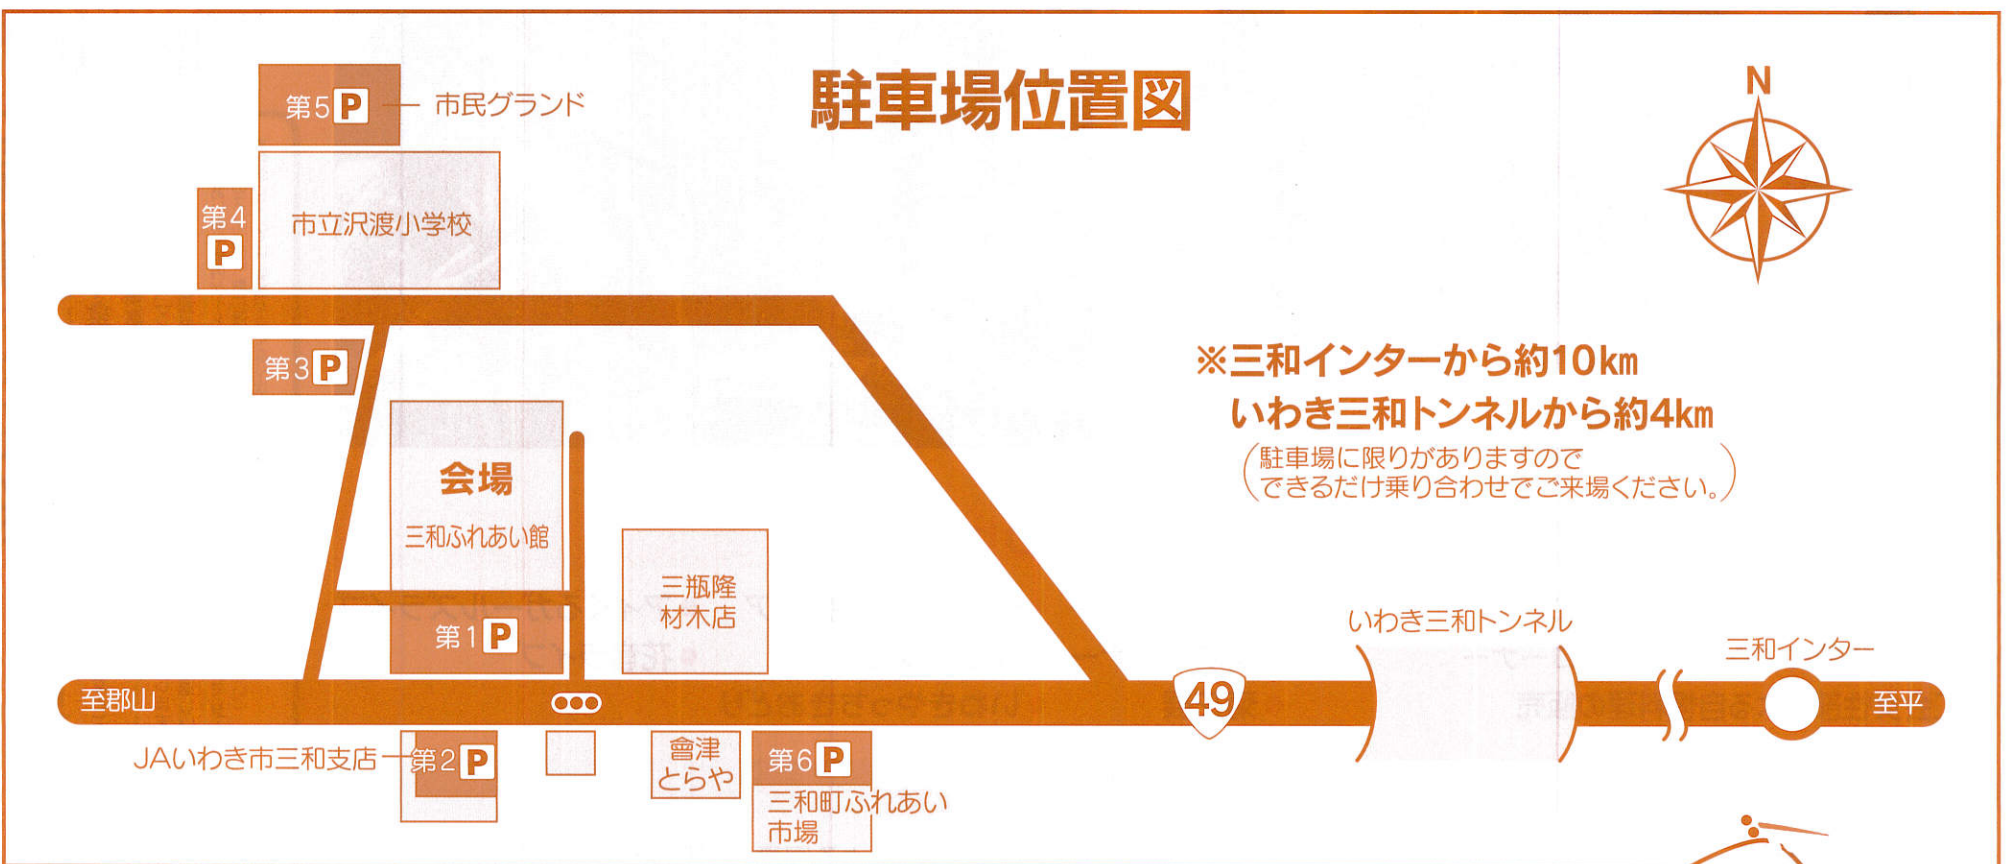 駐車場位置図
N
第5 P
市民グランド
第4
P
市立沢渡小学校
第3 P
※三和インターから約10km
いわき三和トンネルから約4km
(駐車場に限りがありますので
できるだけ乗り合わせでご来場ください。)
会場
三和ふれあい館
第1 P
三瓶隆
材木店
いわき三和トンネル
三和インター
至郡山
49
至平
JAいわき市三和支店
第2 P
會津
とらや
第6 P
三和町ふれあい
市場